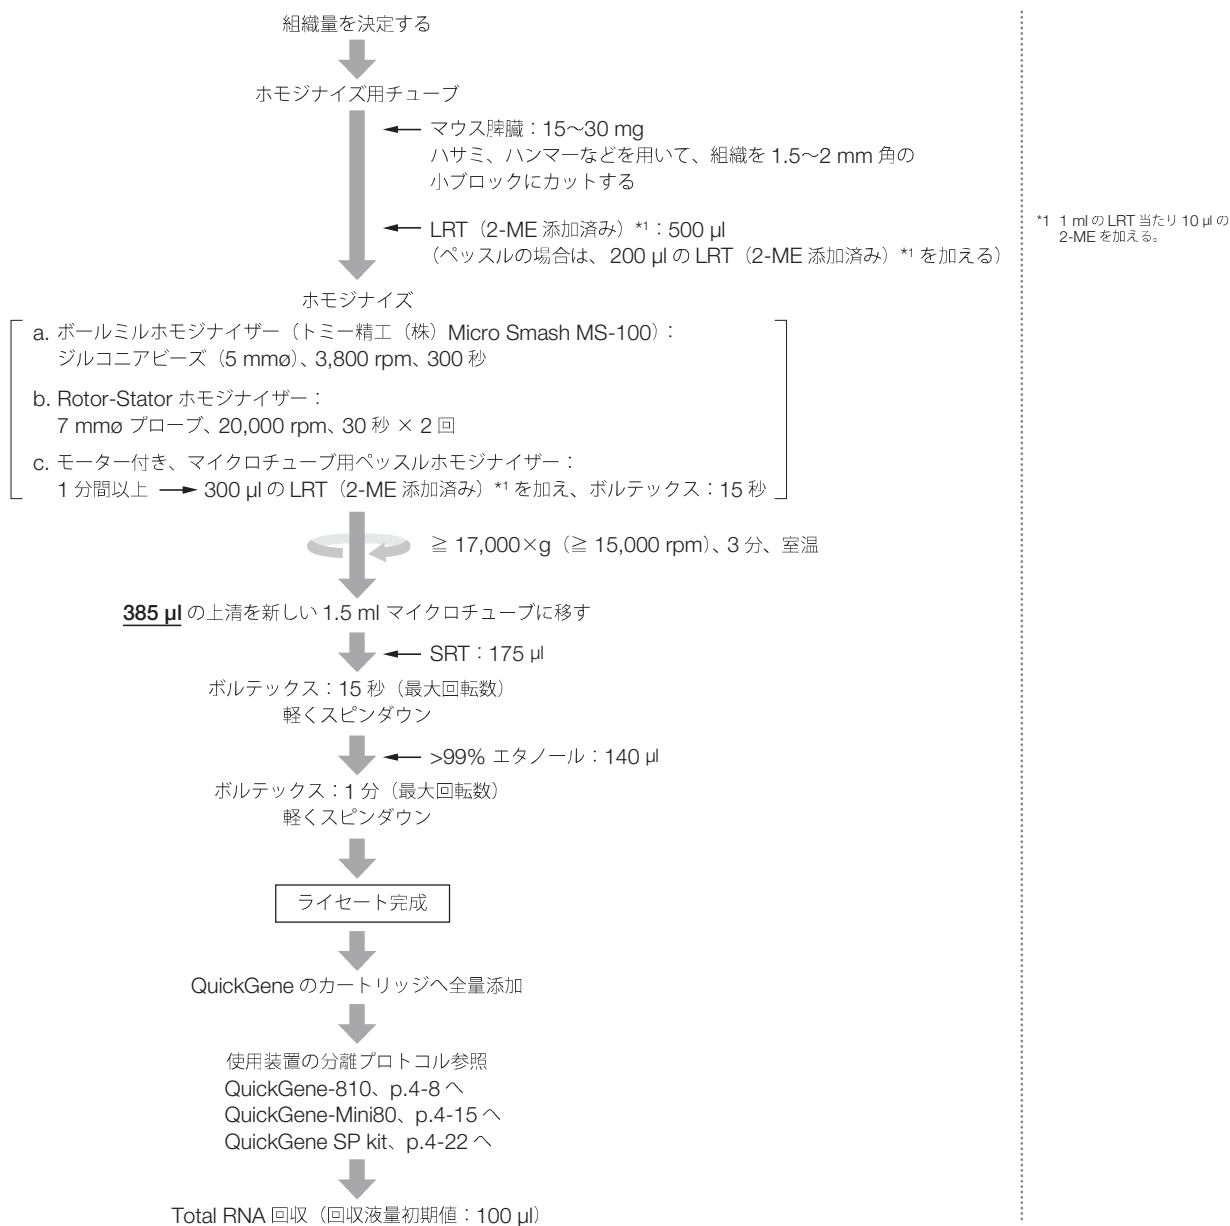 組織量を決定する
ホモジナイズ用チューブ
マウス脾臓：15～30 mg
ハサミ、ハンマーなどを用いて、組織を 1.5～2 mm 角の
小ブロックにカットする
LRT（2-ME 添加済み）*1：500 µl
（ペッスルの場合は、200 µl の LRT（2-ME 添加済み）*1 を加える）
*1 1 ml の LRT 当たり 10 µl の
2-ME を加える。
ホモジナイズ
a. ボールミルホモジナイザー（トミー精工（株）Micro Smash MS-100）：
ジルコニアビーズ（5 mmø）、3,800 rpm、300 秒
b. Rotor-Stator ホモジナイザー：
7 mmø プローブ、20,000 rpm、30 秒 × 2 回
c. モーター付き、マイクロチューブ用ペッスルホモジナイザー：
1 分間以上 → 300 µl の LRT（2-ME 添加済み）*1 を加え、ボルテックス：15 秒
≧ 17,000×g（≧ 15,000 rpm）、3 分、室温
385 µl の上清を新しい 1.5 ml マイクロチューブに移す
SRT：175 µl
ボルテックス：15 秒（最大回転数）
軽くスピンダウン
>99% エタノール：140 µl
ボルテックス：1 分（最大回転数）
軽くスピンダウン
ライセート完成
QuickGene のカートリッジへ全量添加
使用装置の分離プロトコル参照
QuickGene-810、p.4-8 へ
QuickGene-Mini80、p.4-15 へ
QuickGene SP kit、p.4-22 へ
Total RNA 回収（回収液量初期値：100 µl）